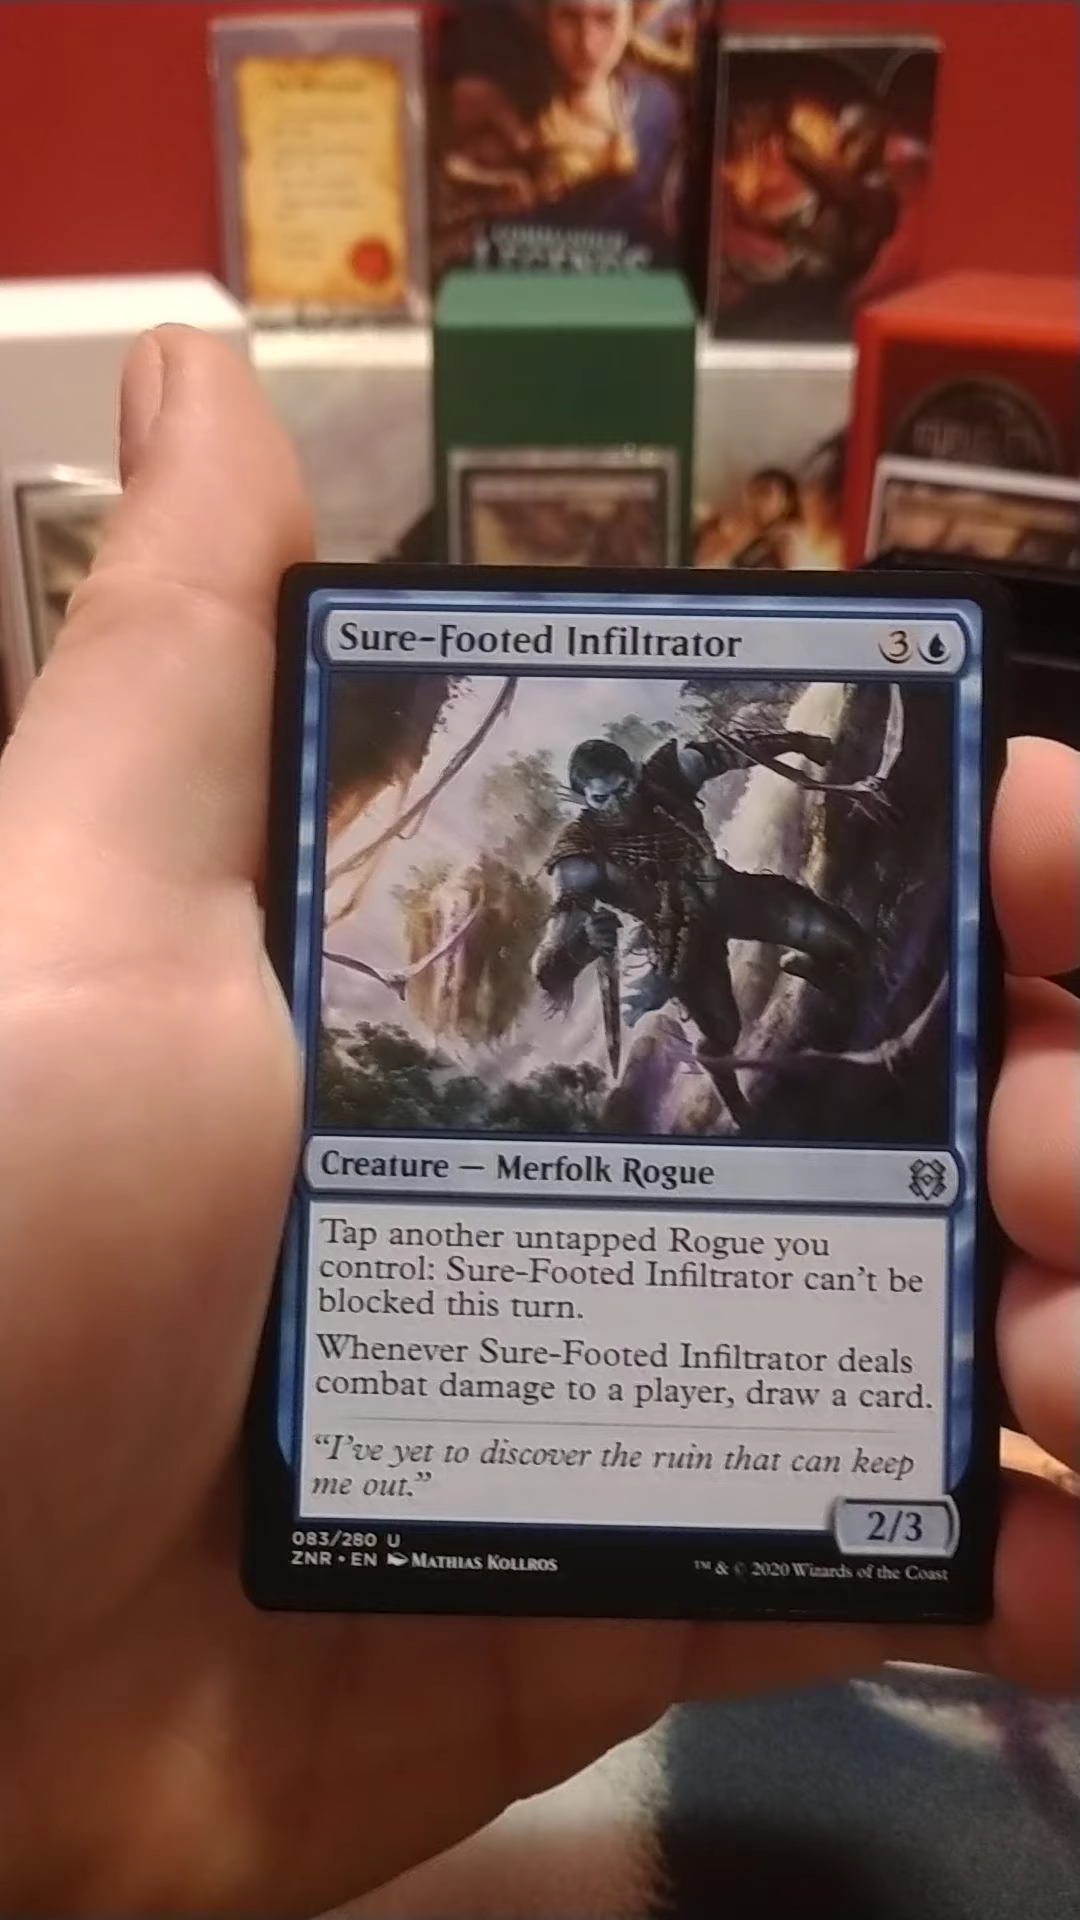 COMMANDER
LEGENDS
Sure-Footed Infiltrator 3
Creature — Merfolk Rogue
Tap another untapped Rogue you
control: Sure-Footed Infiltrator can't be
blocked this turn.
Whenever Sure-Footed Infiltrator deals
combat damage to a player, draw a card.
“I've yet to discover the ruin that can keep
me out.”
2/3
083/280 U
ZNR • EN MATHIAS KOLLROS
™ & © 2020 Wizards of the Coast